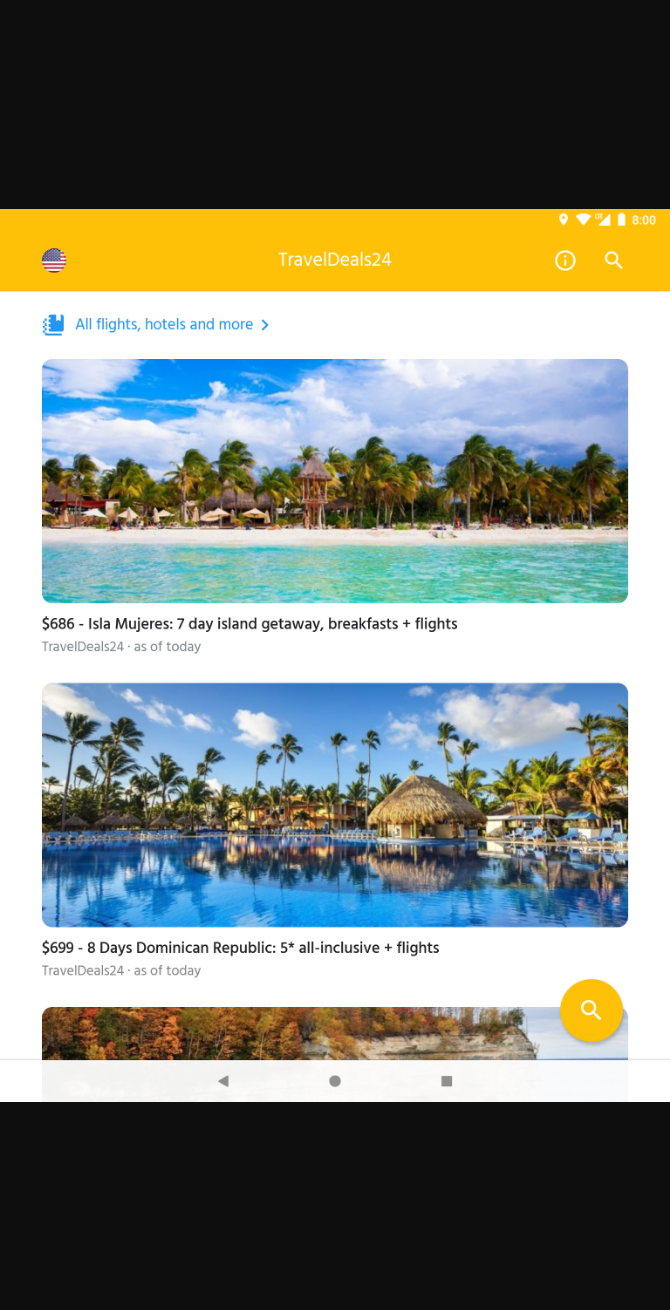 8:00
TravelDeals24
All flights, hotels and more
$686 - Isla Mujeres: 7 day island getaway, breakfasts + flights
TravelDeals24 · as of today
$699 - 8 Days Dominican Republic: 5* all-inclusive + flights
TravelDeals24 · as of today